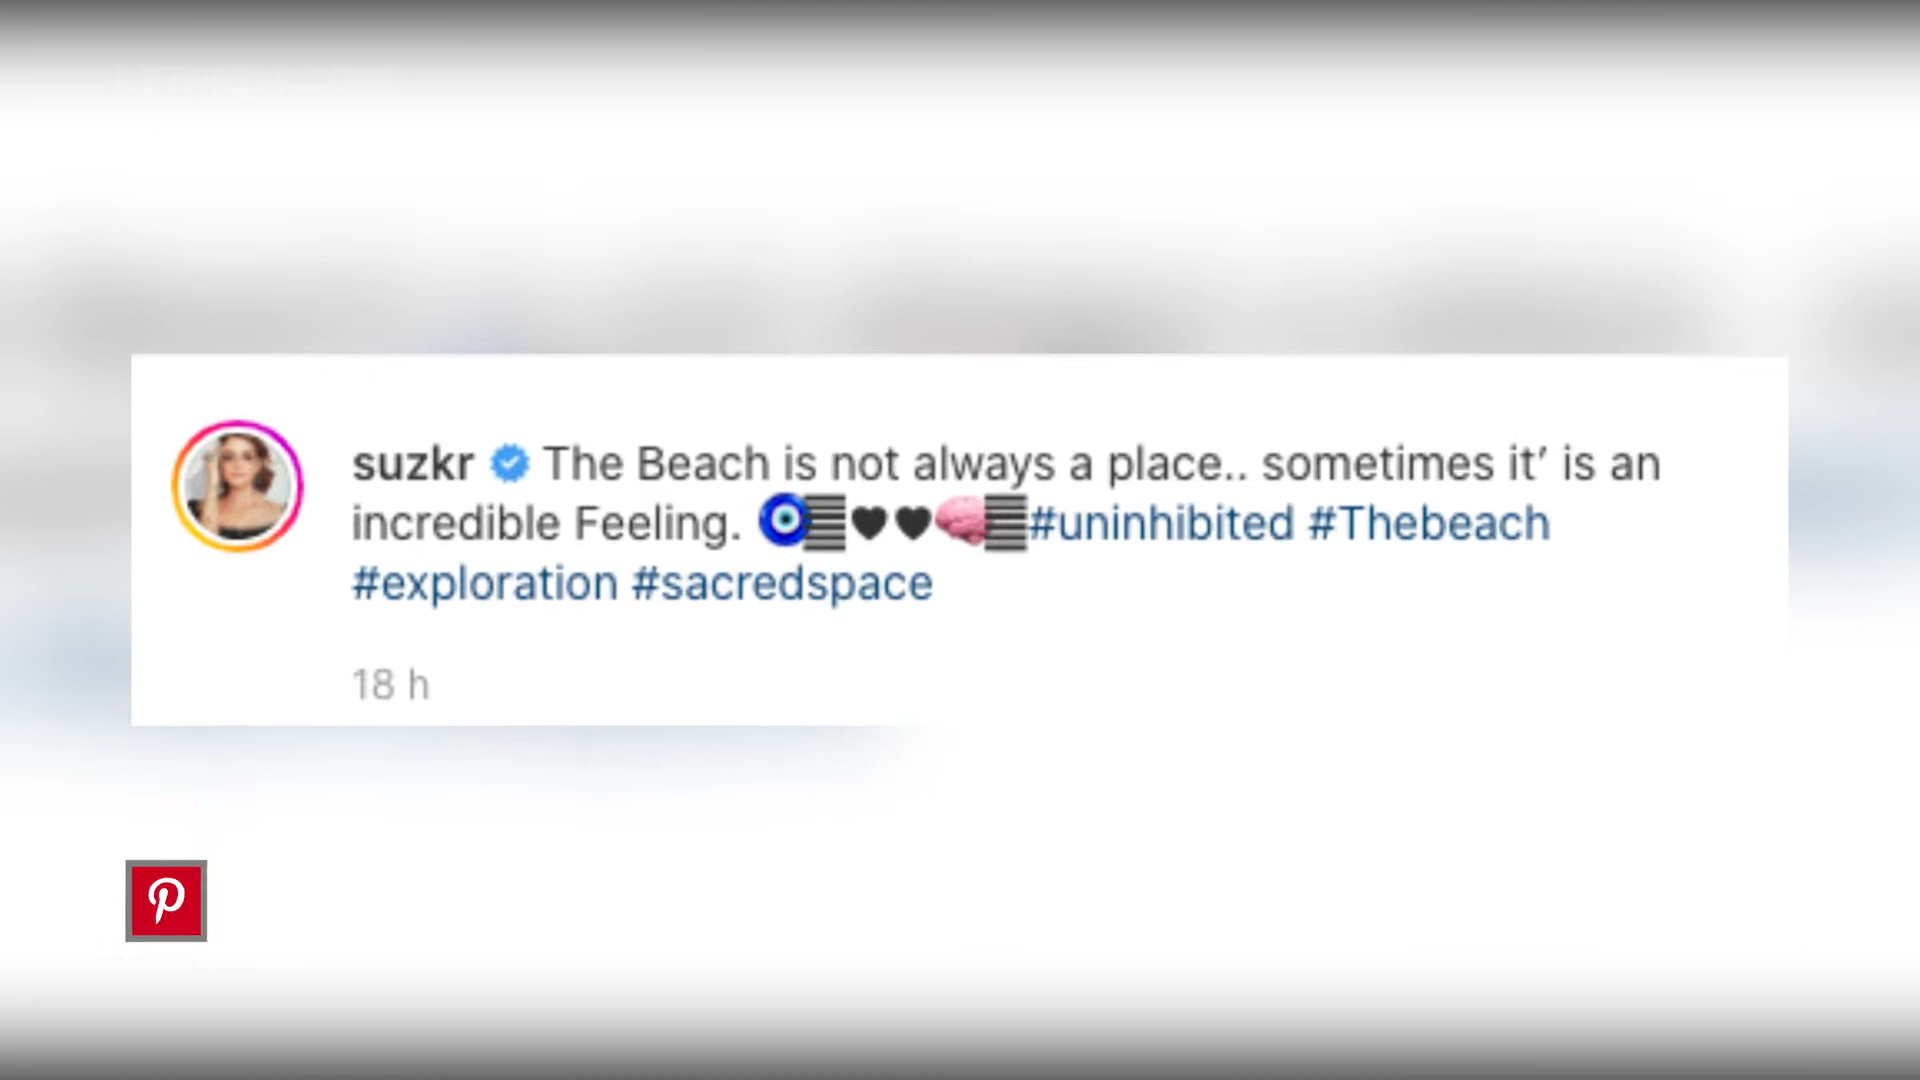 suzkr The Beach is not always a place.. sometimes it’ is an
incredible Feeling. 🧿🖤🖤🧠#uninhibited #Thebeach
#exploration #sacredspace
18 h